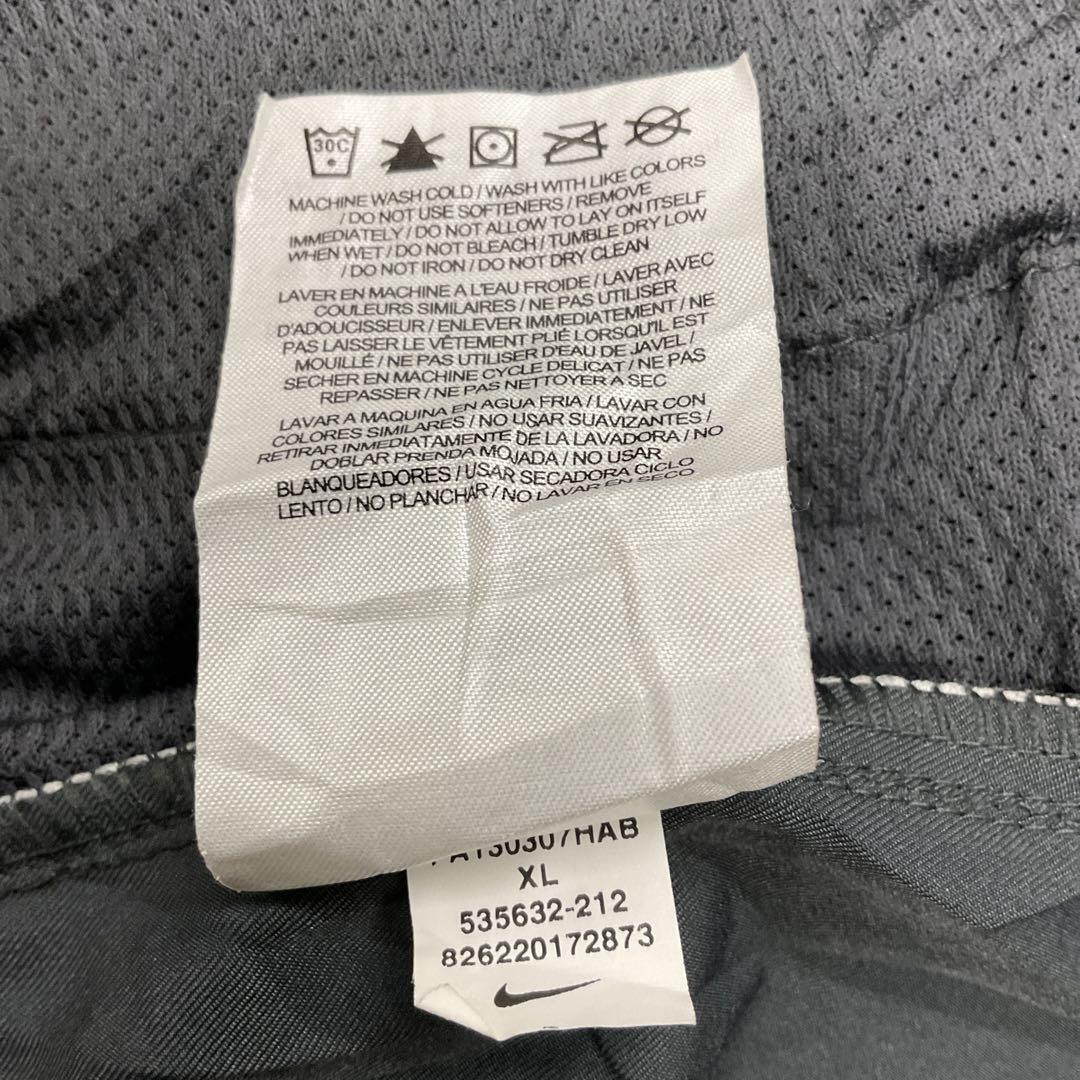 30C
MACHINE WASH COLD / WASH WITH LIKE COLORS
/ DO NOT USE SOFTENERS / REMOVE
IMMEDIATELY / DO NOT ALLOW TO LAY ON ITSELF
WHEN WET / DO NOT BLEACH / TUMBLE DRY LOW
/ DO NOT IRON / DO NOT DRY CLEAN
LAVER EN MACHINE A L'EAU FROIDE / LAVER AVEC
COULEURS SIMILAIRES / NE PAS UTILISER
D'ADOUCISSEUR / ENLEVER IMMEDIATEMENT / NE
PAS LAISSER LE VÊTEMENT PLIÉ LORSQU'IL EST
MOUILLÉ / NE PAS UTILISER D'EAU DE JAVEL /
SECHER EN MACHINE CYCLE DELICAT / NE PAS
REPASSER / NE PAS NETTOYER A SEC
LAVAR A MAQUINA EN AGUA FRIA / LAVAR CON
COLORES SIMILARES / NO USAR SUAVIZANTES /
RETIRAR INMEDIATAMENTE DE LA LAVADORA / NO
DOBLAR PRENDA MOJADA / NO USAR
BLANQUEADORES / USAR SECADORA CICLO
LENTO / NO PLANCHAR / NO LAVAR EN SECO
XL
535632-212
826220172873